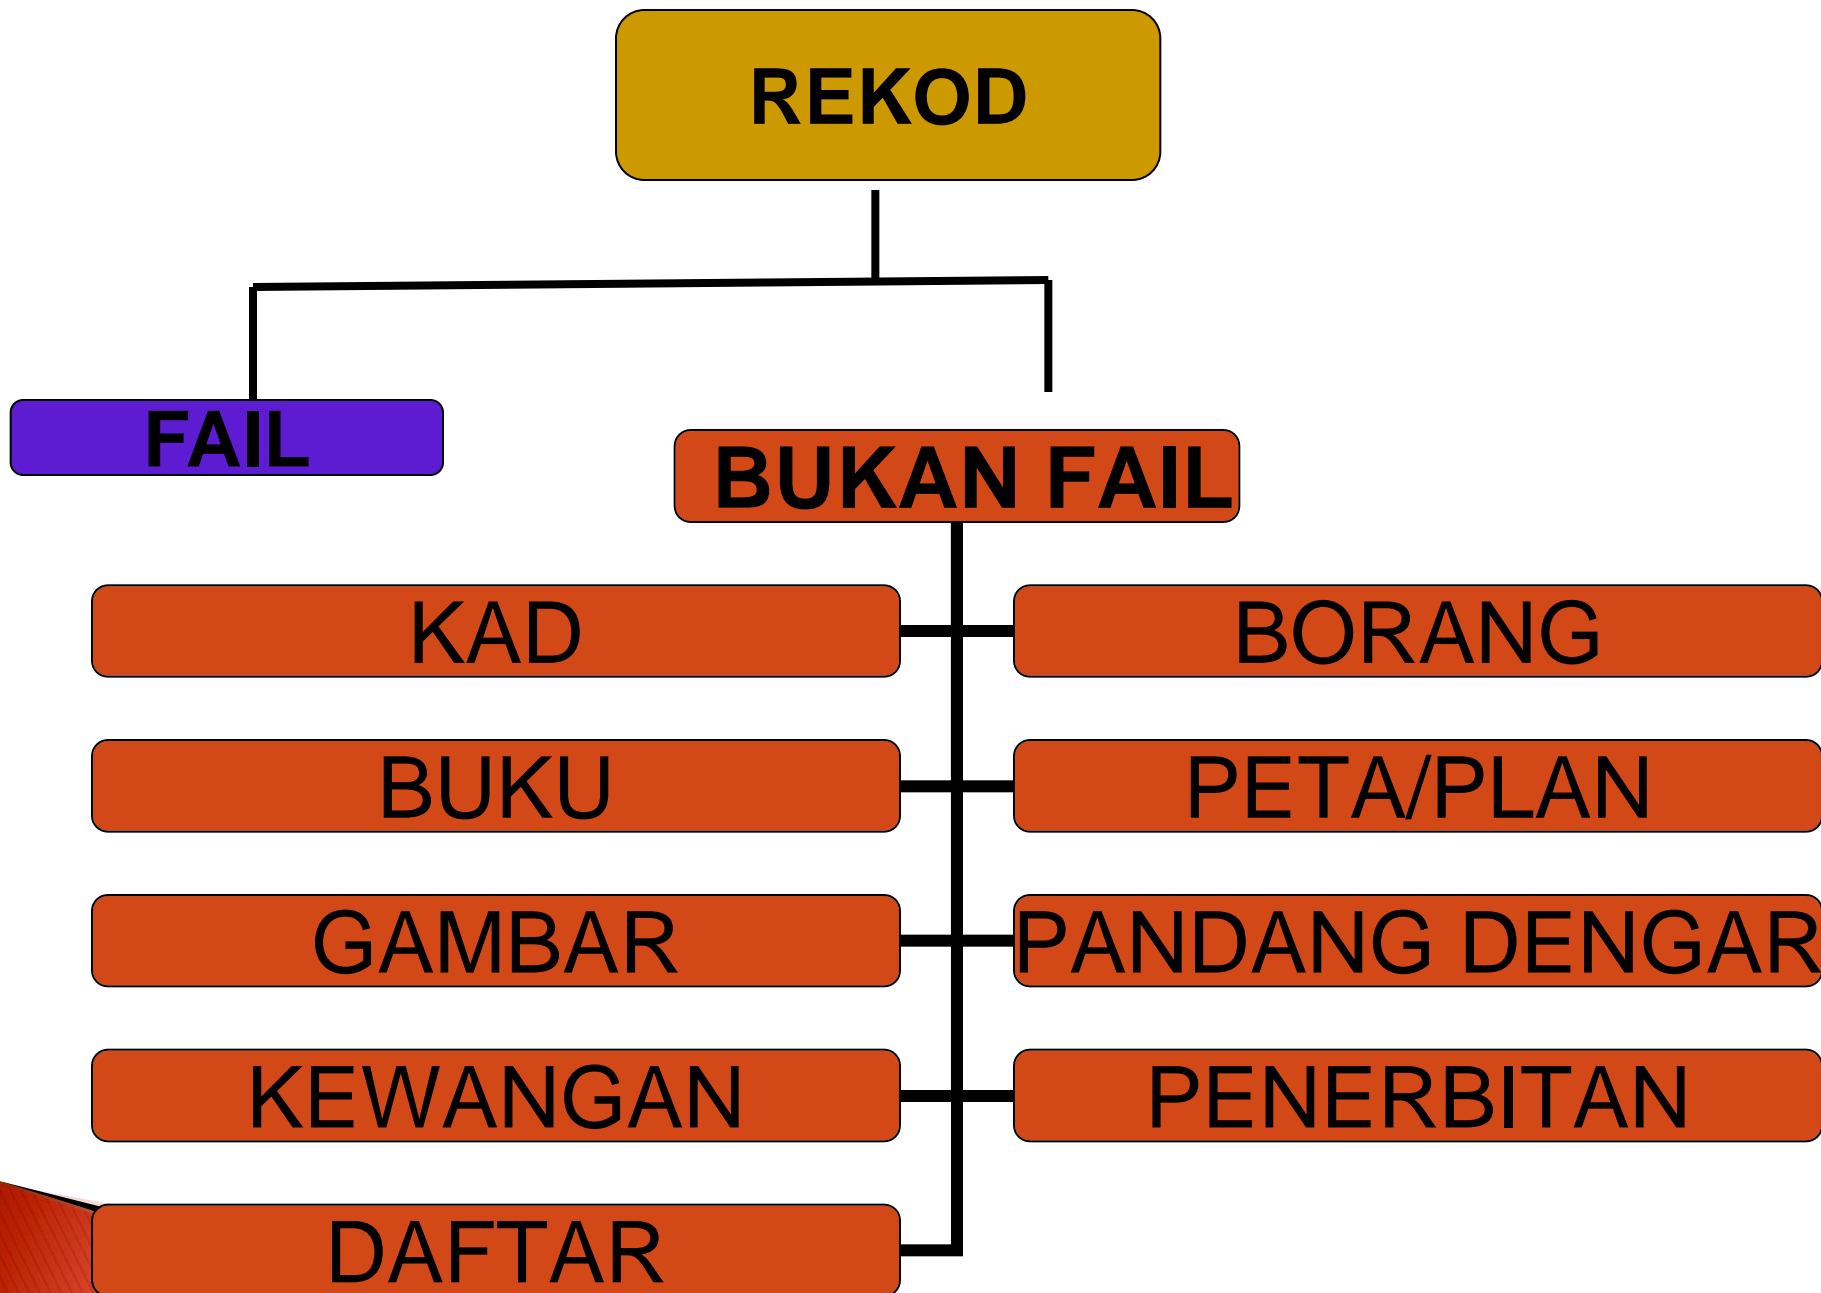 REKOD
FAIL
BUKAN FAIL
KAD
BORANG
BUKU
PETA/PLAN
GAMBAR
PANDANG DENGAR
KEWANGAN
PENERBITAN
DAFTAR